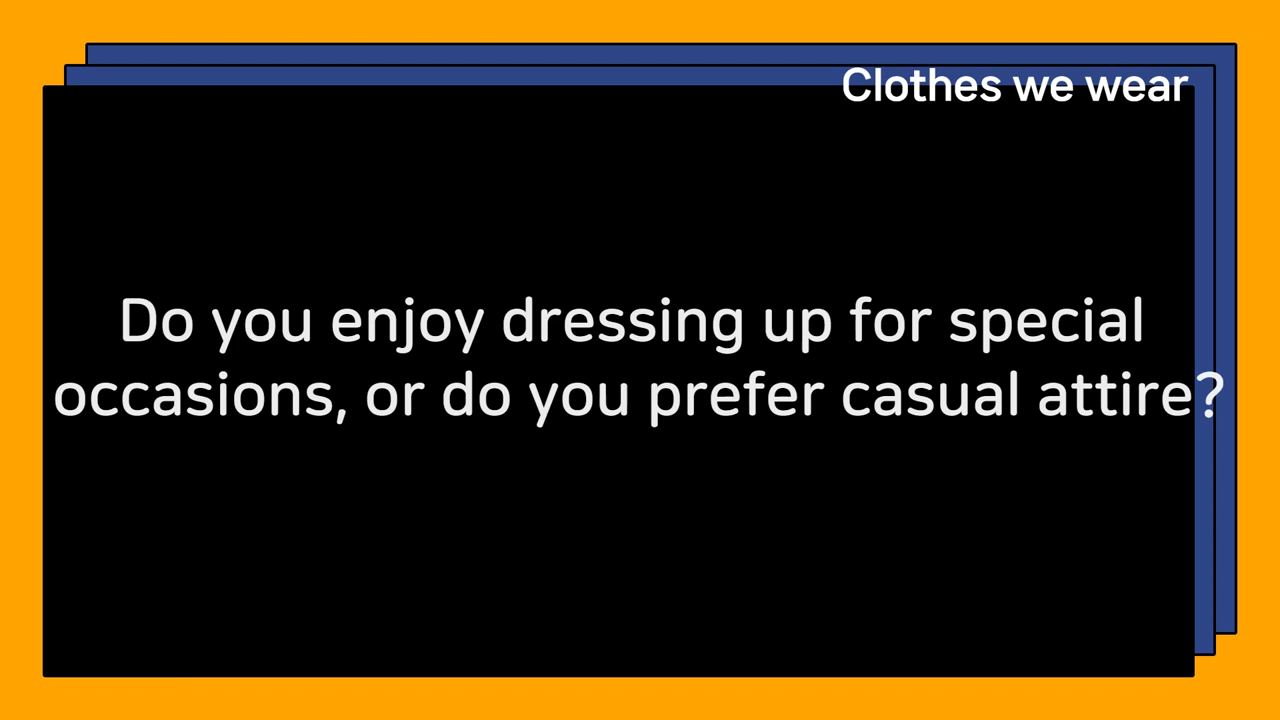 Clothes we wear
Do you enjoy dressing up for special
occasions, or do you prefer casual attire?